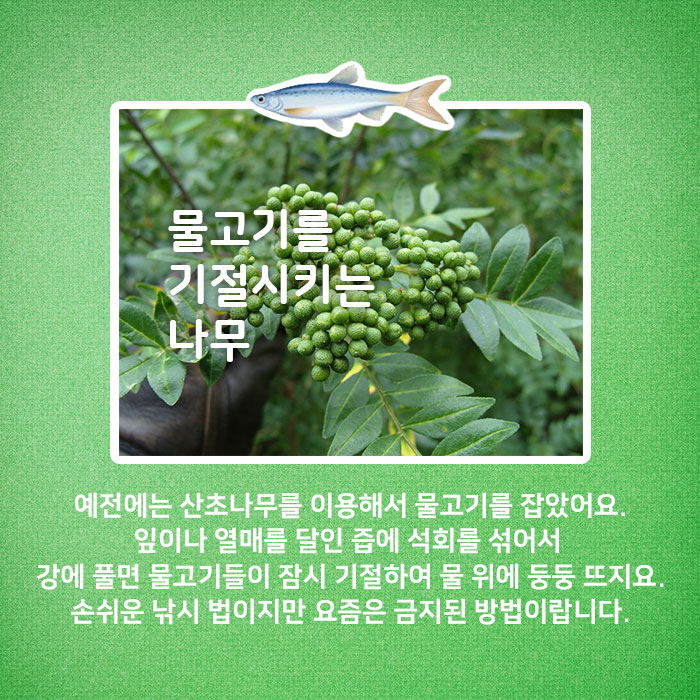 물고기를
기절시키는
나무
예전에는 산초나무를 이용해서 물고기를 잡았어요.
잎이나 열매를 달인 즙에 석회를 섞어서
강에 풀면 물고기들이 잠시 기절하여 물 위에 둥둥 뜨지요.
손쉬운 낚시 법이지만 요즘은 금지된 방법이랍니다.